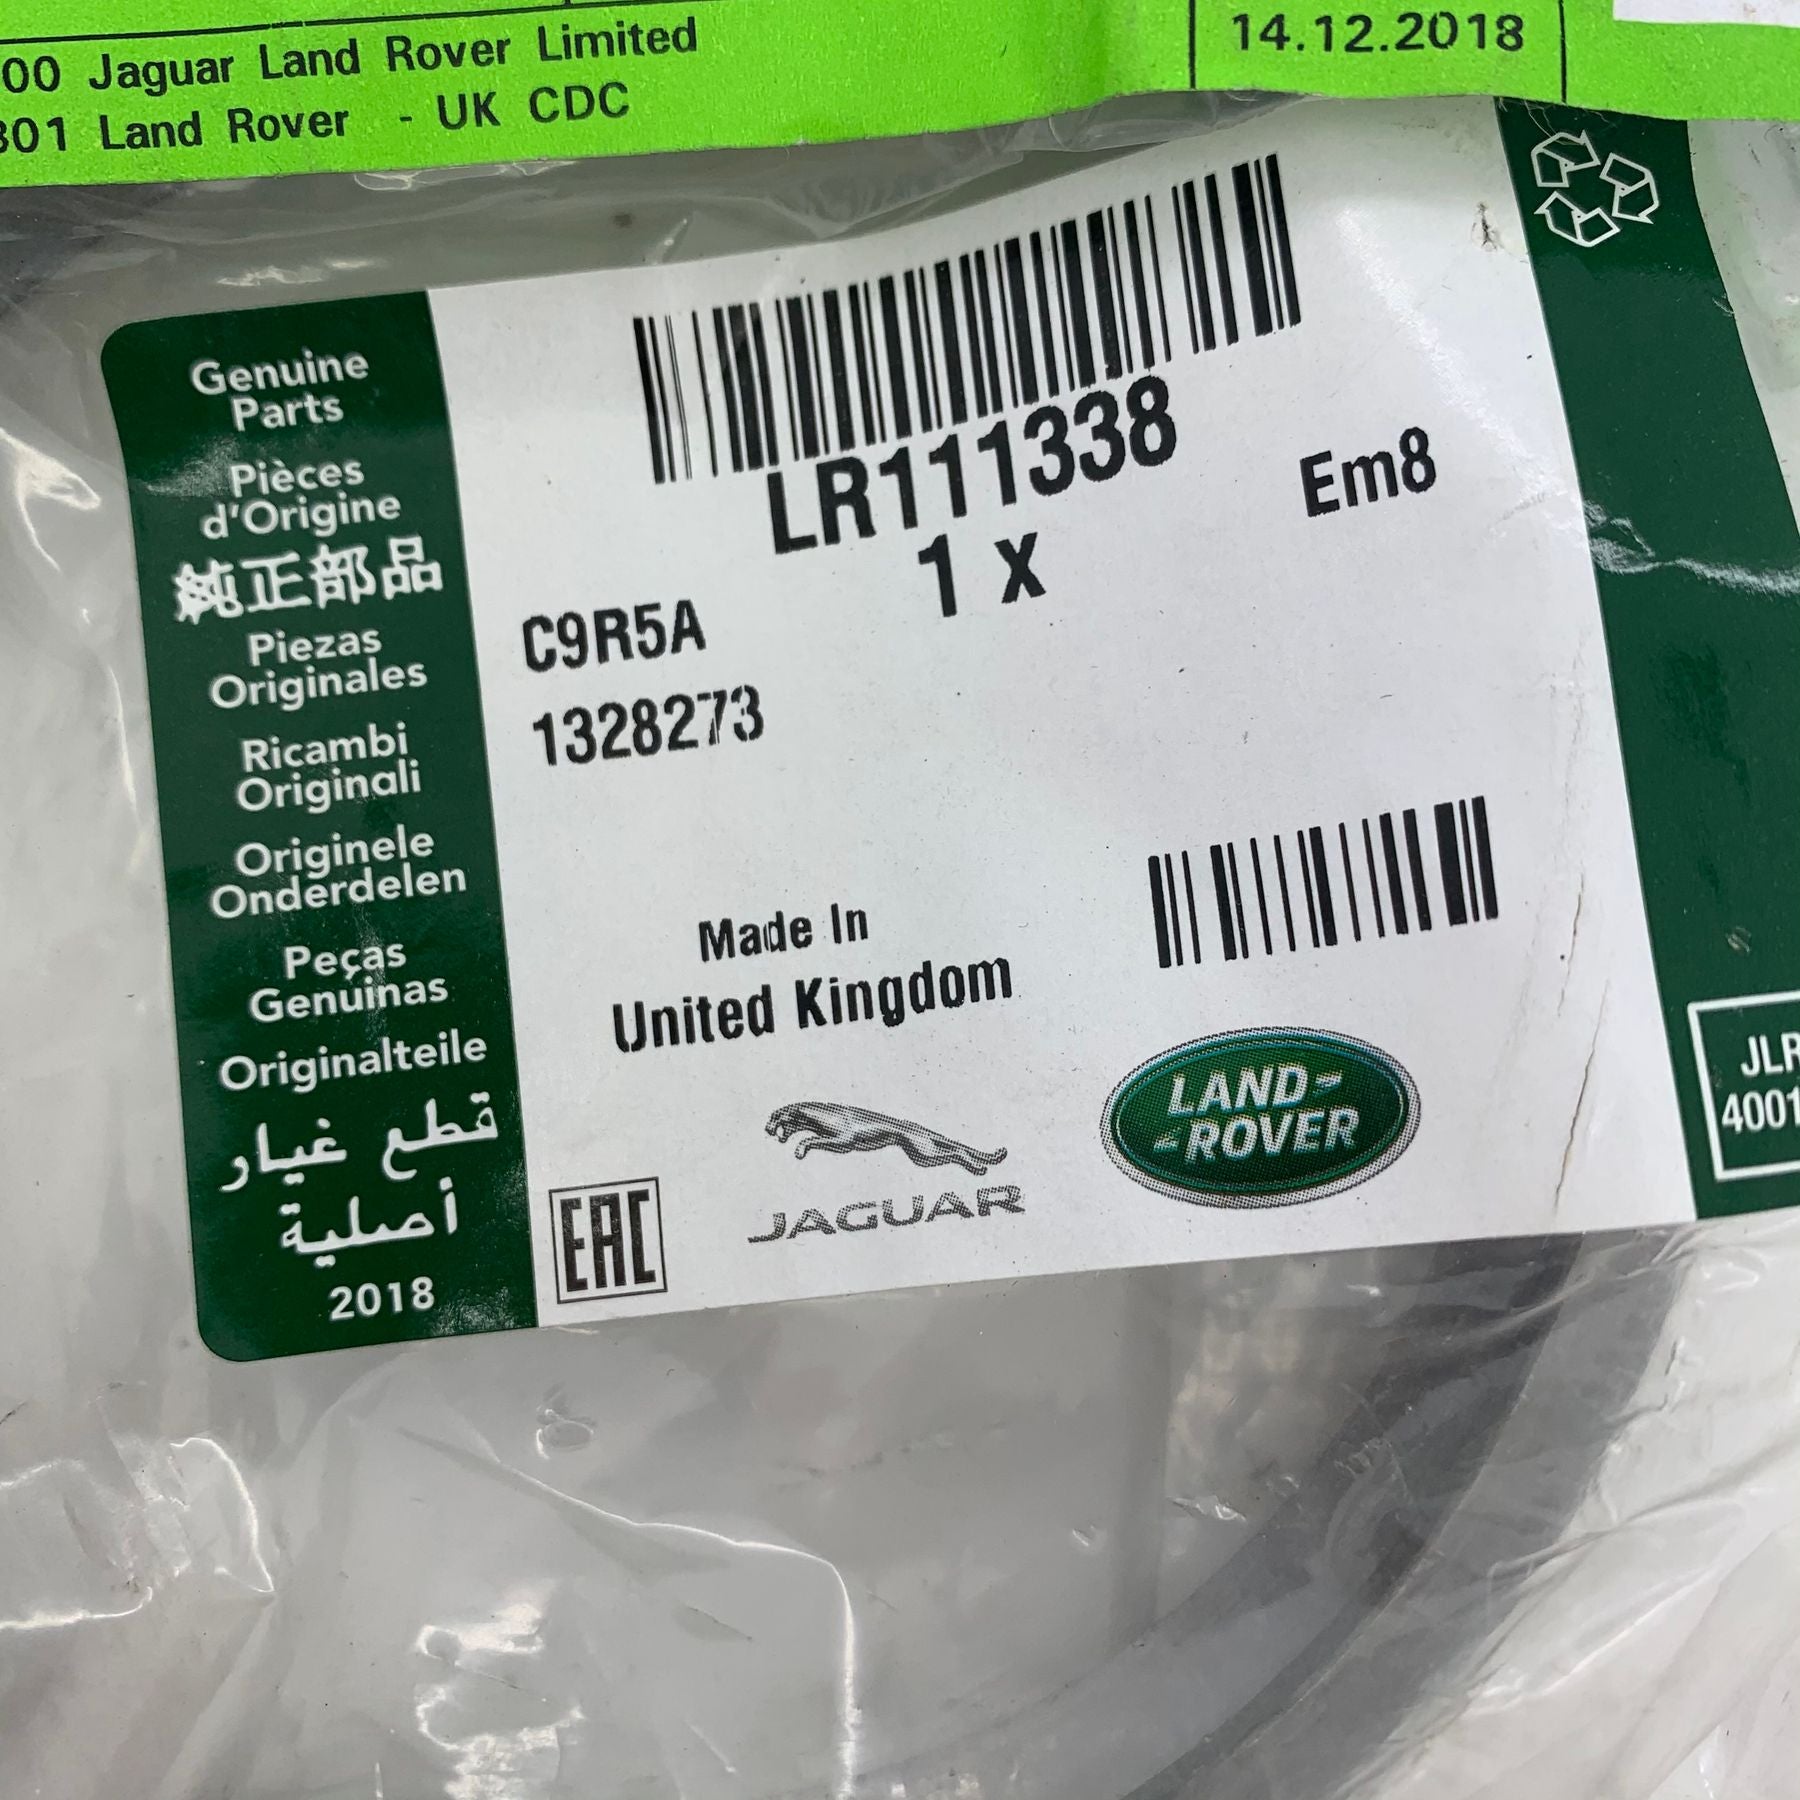 00 Jaguar Land Rover Limited
801 Land Rover - UK CDC
14.12.2018
LR111338
1 x
Em8
C9R5A
1328273
Made In
United Kingdom
EAC
JAGUAR
LAND-
-ROVER
Genuine
Parts
Pièces
d'Origine
純正部品
Piezas
Originales
Ricambi
Originali
Originele
Onderdelen
Peças
Genuinas
Originalteile
قطع غيار
أصلية
2018
JLR
4001